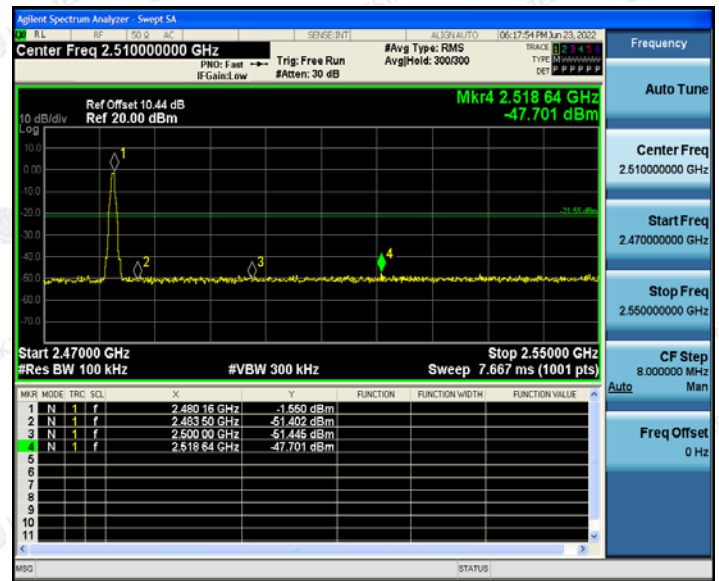 Agilent Spectrum Analyzer - Swept SA
RL RF 50 Ω AC SENSE:INT ALIGNAUTO 06:17:54 PM Jun 23, 2022
Center Freq 2.510000000 GHz
PNO: Fast
IFGain:Low
Trig: Free Run
#Atten: 30 dB
#Avg Type: RMS
Avg|Hold: 300/300
TRACE 1 2 3 4 5 6
TYPE M
DET P P P P P P
Frequency
Mkr4 2.518 64 GHz
-47.701 dBm
Ref Offset 10.44 dB
10 dB/div Ref 20.00 dBm
Log
10.0
0.00
-10.0
-20.0
-30.0
-40.0
-50.0
-60.0
-70.0
1
2
3
4
-21.55 dBm
Start 2.47000 GHz Stop 2.55000 GHz
#Res BW 100 kHz #VBW 300 kHz Sweep 7.667 ms (1001 pts)
MKR MODE TRC SCL X Y FUNCTION FUNCTION WIDTH FUNCTION VALUE
1 N 1 f 2.480 16 GHz -1.550 dBm
2 N 1 f 2.483 50 GHz -51.402 dBm
3 N 1 f 2.500 00 GHz -51.445 dBm
4 N 1 f 2.518 64 GHz -47.701 dBm
5
6
7
8
9
10
11
MSG STATUS
Auto Tune
Center Freq
2.510000000 GHz
Start Freq
2.470000000 GHz
Stop Freq
2.550000000 GHz
CF Step
8.000000 MHz
Auto Man
Freq Offset
0 Hz